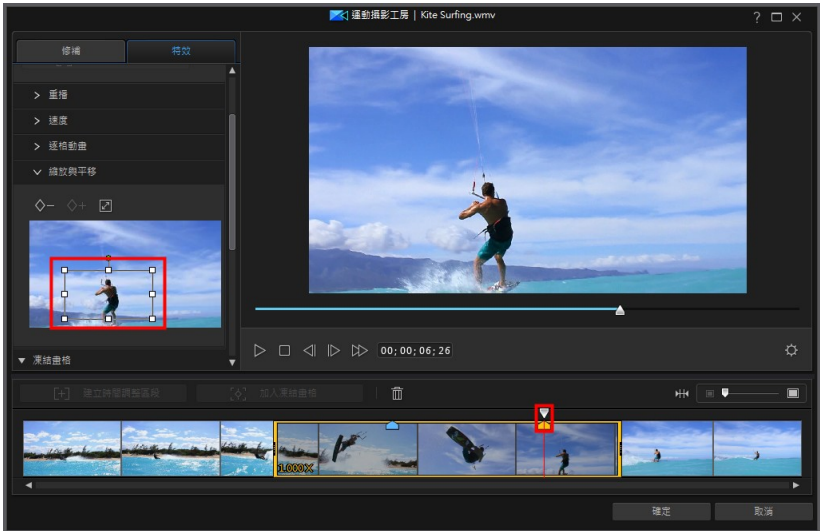 運動攝影工房 | Kite Surfing.wmv
修補
特效
重播
速度
逐格動畫
縮放與平移
凍結畫格
00;00;06;26
建立時間調整區段
加入凍結畫格
1.000X
確定
取消